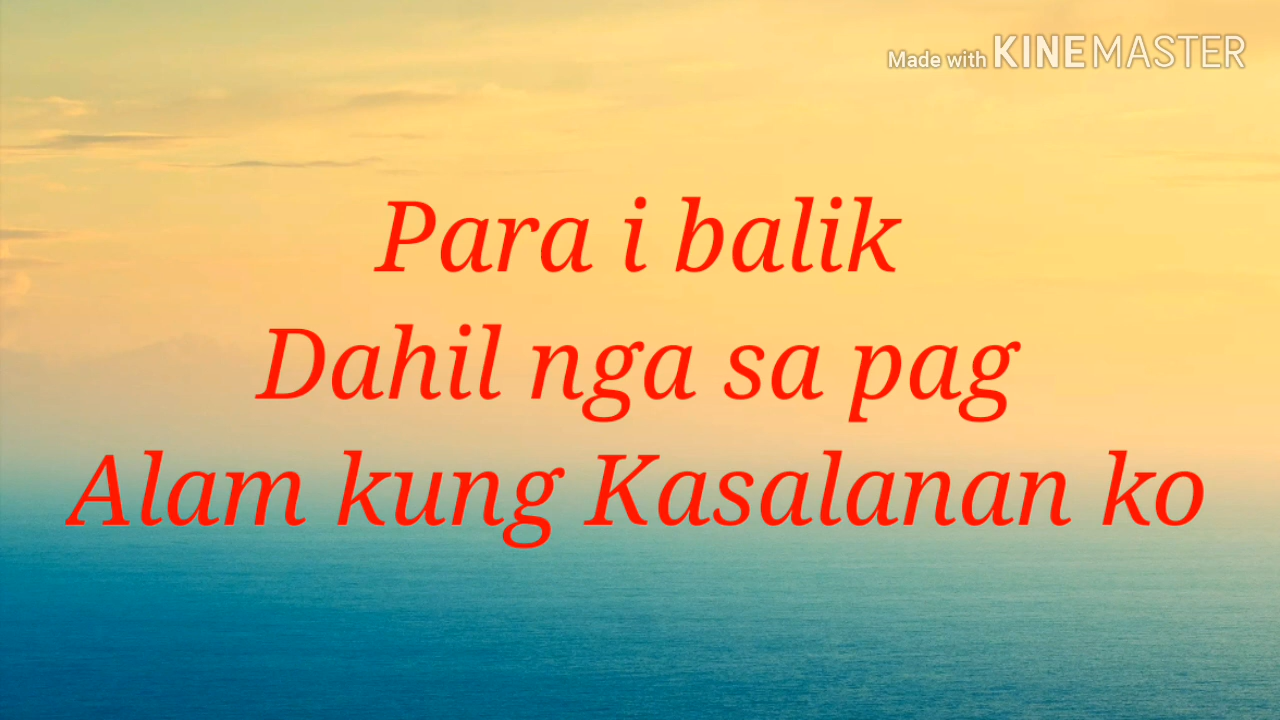 Made with KINEMASTER
Para i balik
Dahil nga sa pag
Alam kung Kasalanan ko